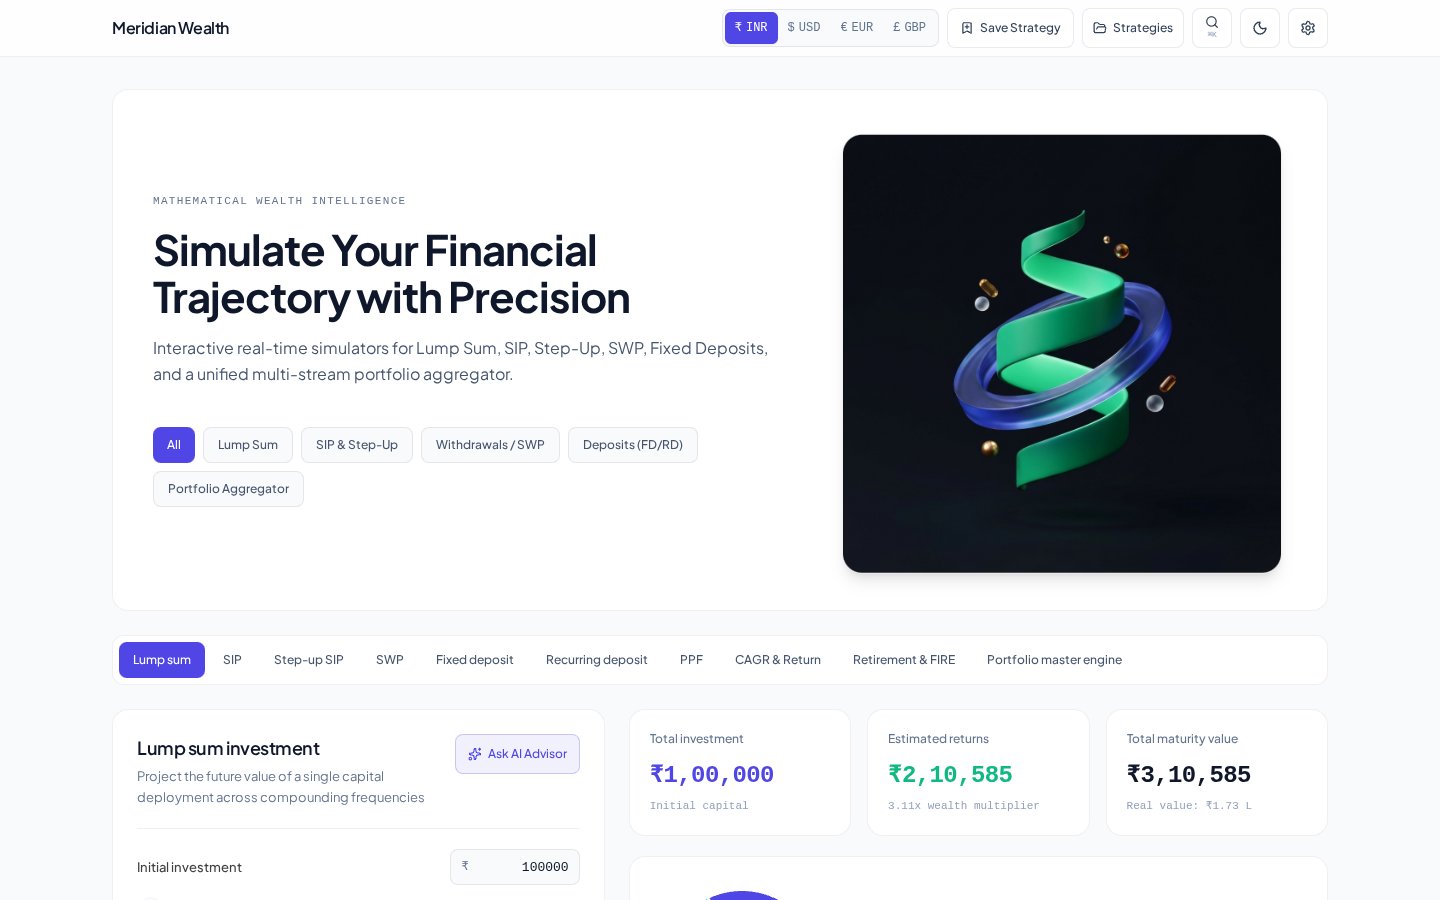 Meridian Wealth
₹ INR
$ USD
€ EUR
£ GBP
Save Strategy
Strategies
⌘K
MATHEMATICAL WEALTH INTELLIGENCE
Simulate Your Financial
Trajectory with Precision
Interactive real-time simulators for Lump Sum, SIP, Step-Up, SWP, Fixed Deposits,
and a unified multi-stream portfolio aggregator.
All
Lump Sum
SIP & Step-Up
Withdrawals / SWP
Deposits (FD/RD)
Portfolio Aggregator
Lump sum
SIP
Step-up SIP
SWP
Fixed deposit
Recurring deposit
PPF
CAGR & Return
Retirement & FIRE
Portfolio master engine
Lump sum investment
Ask AI Advisor
Project the future value of a single capital
deployment across compounding frequencies
Initial investment
₹ 100000
Total investment
₹1,00,000
Initial capital
Estimated returns
₹2,10,585
3.11x wealth multiplier
Total maturity value
₹3,10,585
Real value: ₹1.73 L